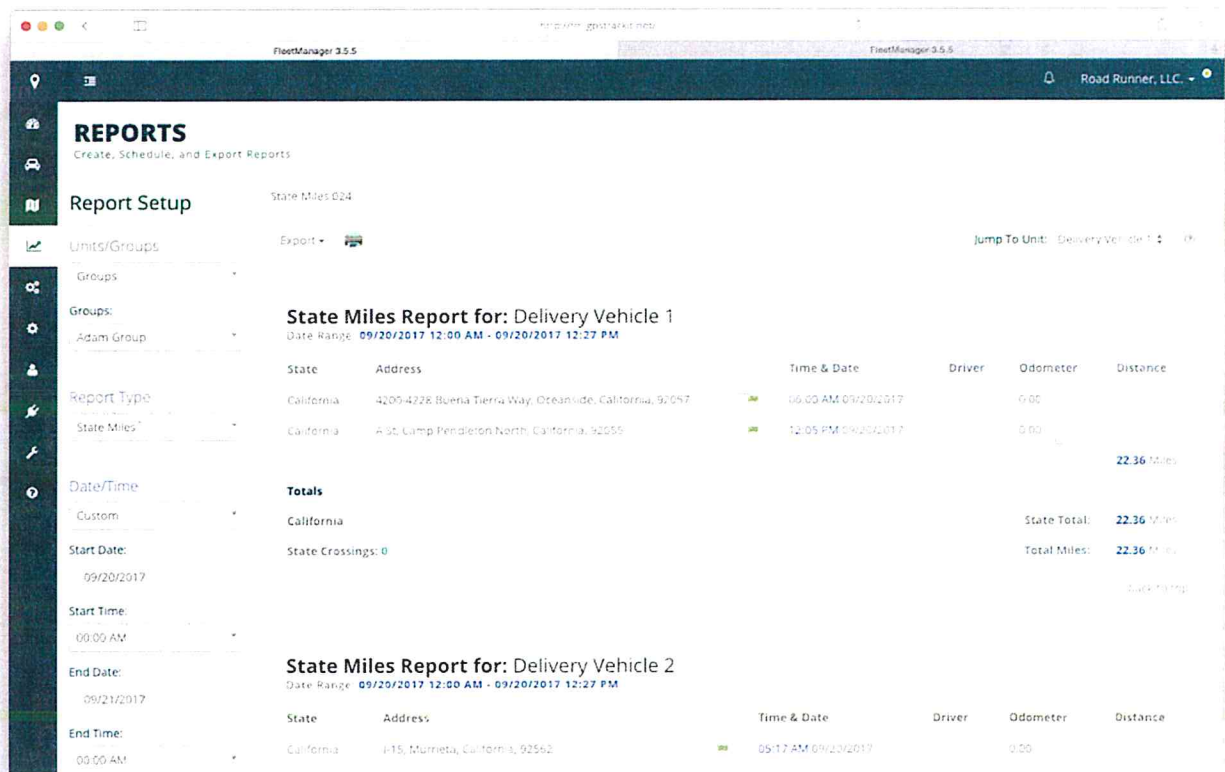 FleetManager 3.5.5
FleetManager 3.5.5
Road Runner, LLC.
REPORTS
Create, Schedule, and Export Reports
Report Setup
State Miles 024
Units/Groups
Export
Jump To Unit: Delivery Vehicle 1
Groups
Groups:
Adam Group
State Miles Report for: Delivery Vehicle 1
Date Range 09/20/2017 12:00 AM - 09/20/2017 12:27 PM
State Address Time & Date Driver Odometer Distance
Report Type
State Miles
California 4200-4228 Buena Tierra Way, Oceanside, California, 92057 09/20/2017 0.00
California A St, Camp Pendleton North, California, 92055 12:05 PM 09/20/2017 0.00
22.36 Miles
Date/Time
Custom
Totals
California State Total: 22.36 Miles
State Crossings: 0 Total Miles: 22.36 Miles
Start Date:
09/20/2017
Back to top
Start Time:
00:00 AM
End Date:
09/21/2017
End Time:
00:00 AM
State Miles Report for: Delivery Vehicle 2
Date Range 09/20/2017 12:00 AM - 09/20/2017 12:27 PM
State Address Time & Date Driver Odometer Distance
California I-15, Murrieta, California, 92562 05:17 AM 09/20/2017 0.00